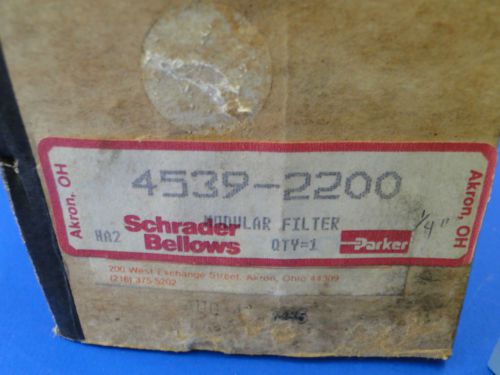 Akron, OH
4539-2200
MODULAR FILTER
HA2
Schrader
Bellows
QTY=1
Parker
1/4"
Akron, OH
200 West Exchange Street, Akron, Ohio 44309
(216) 375-5202